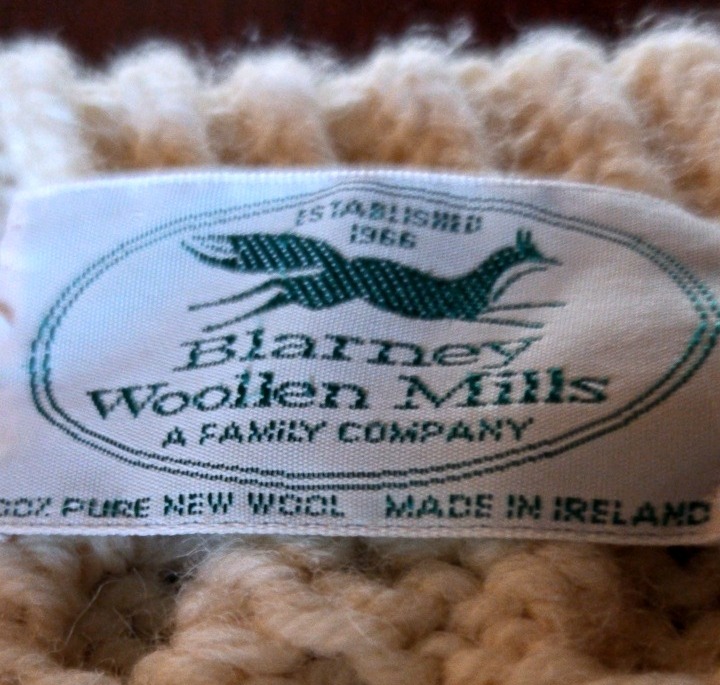 ESTABLISHED
1966
Blarney
Woollen Mills
A FAMILY COMPANY
00% PURE NEW WOOL MADE IN IRELAND